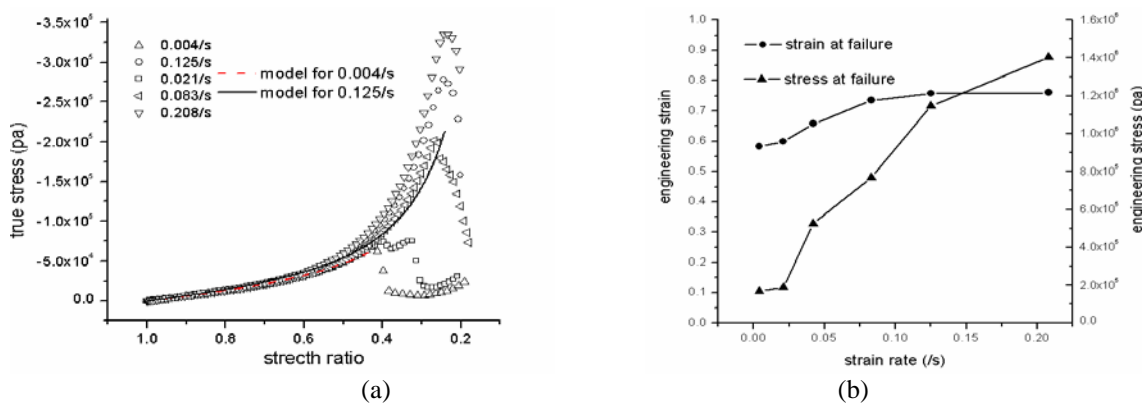 -3.5x10⁵
-3.0x10⁵
-2.5x10⁵
-2.0x10⁵
-1.5x10⁵
-1.0x10⁵
-5.0x10⁴
0.0
true stress (pa)
0.004/s
0.125/s
0.021/s
0.083/s
0.208/s
model for 0.004/s
model for 0.125/s
1.0
0.8
0.6
0.4
0.2
strecth ratio
(a)
1.0
0.9
0.8
0.7
0.6
0.5
0.4
0.3
0.2
0.1
0.0
engineering strain
strain at failure
stress at failure
1.6x10⁶
1.4x10⁶
1.2x10⁶
1.0x10⁶
8.0x10⁵
6.0x10⁵
4.0x10⁵
2.0x10⁵
0.0
engineering stress (pa)
0.00
0.05
0.10
0.15
0.20
strain rate (/s)
(b)